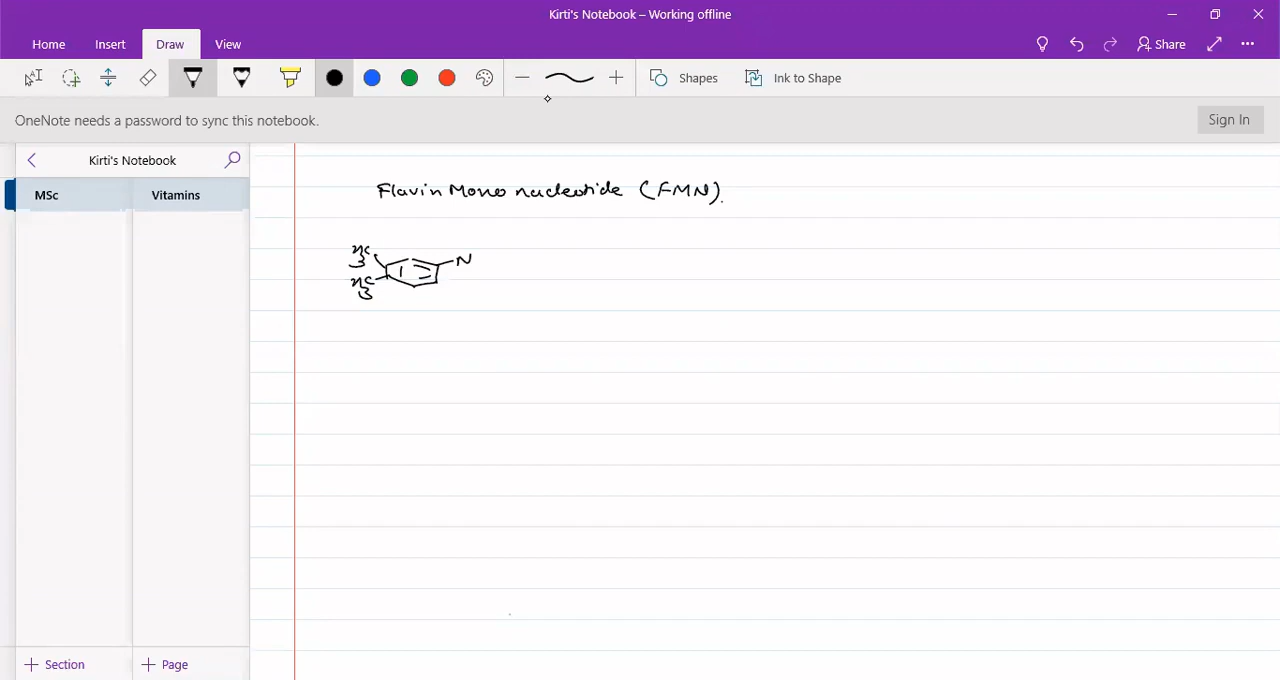 Kirti's Notebook – Working offline
Home Insert Draw View
Share
Shapes Ink to Shape
OneNote needs a password to sync this notebook.
Sign In
Kirti's Notebook
MSc Vitamins
Flavin Mono nucleotide (FMN).
H3C
N
H3C
Section Page